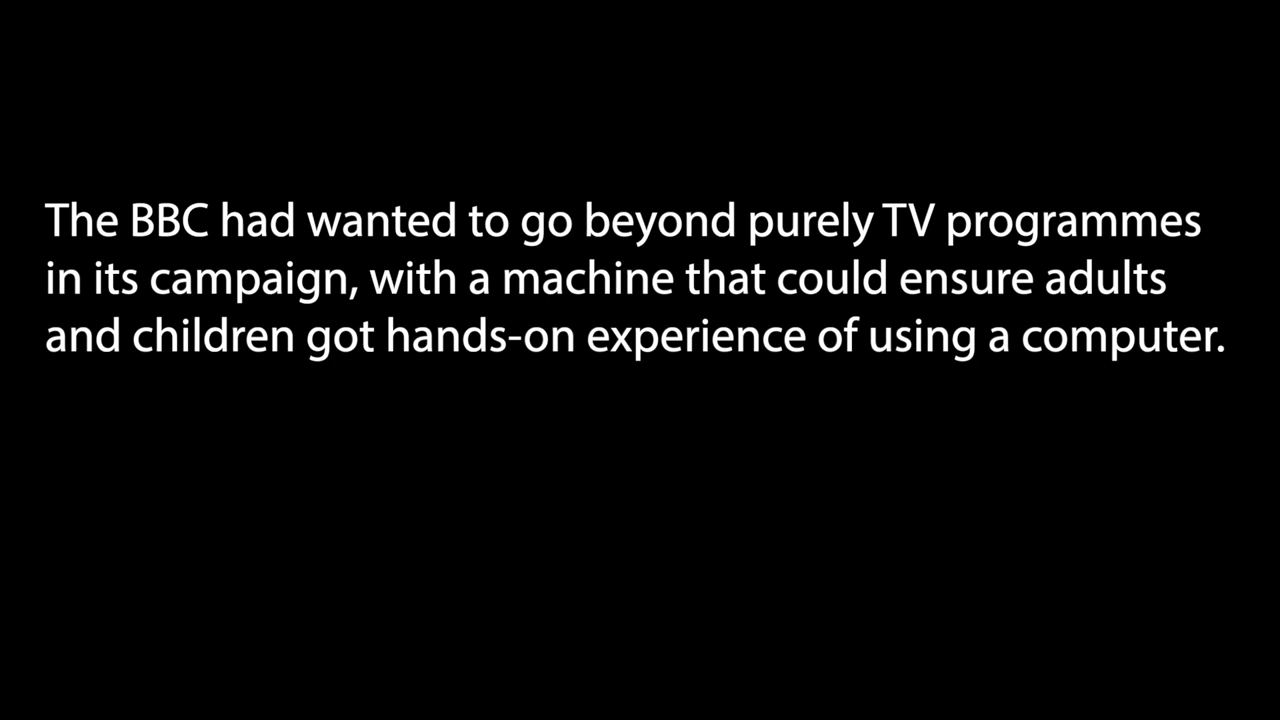 The BBC had wanted to go beyond purely TV programmes
in its campaign, with a machine that could ensure adults
and children got hands-on experience of using a computer.